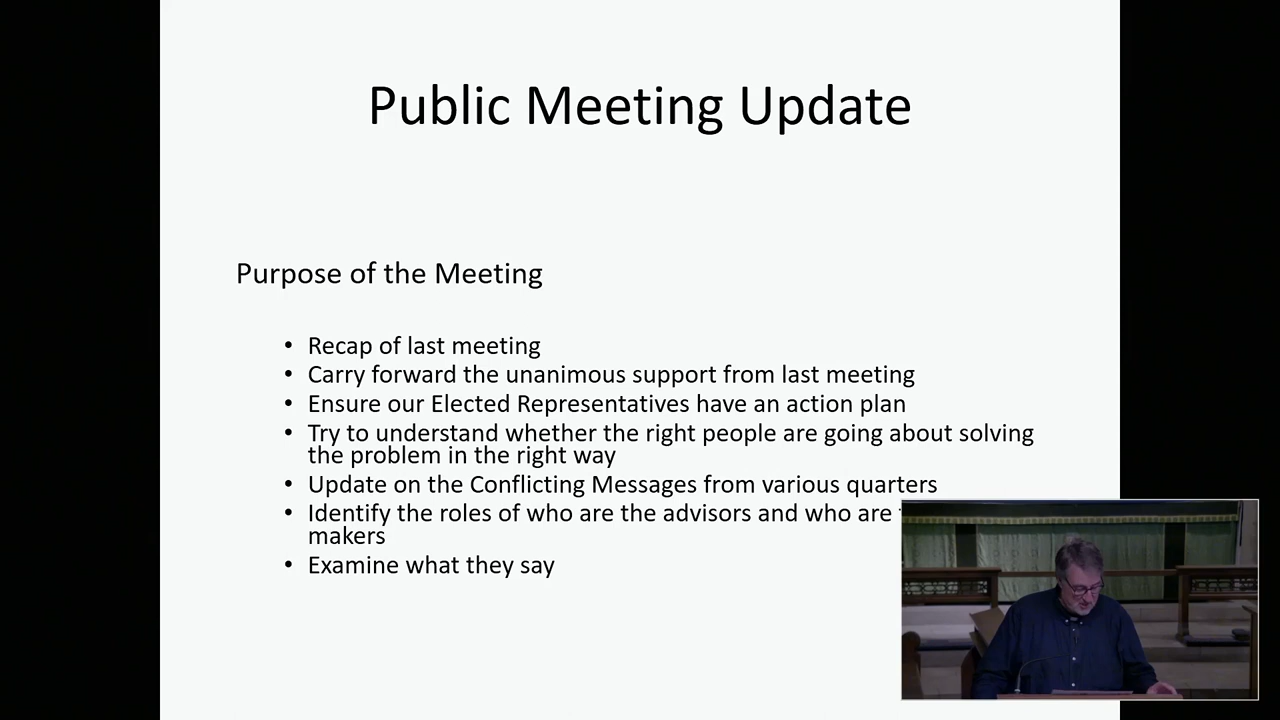 Public Meeting Update
Purpose of the Meeting
• Recap of last meeting
• Carry forward the unanimous support from last meeting
• Ensure our Elected Representatives have an action plan
• Try to understand whether the right people are going about solving
the problem in the right way
• Update on the Conflicting Messages from various quarters
• Identify the roles of who are the advisors and who are
makers
• Examine what they say